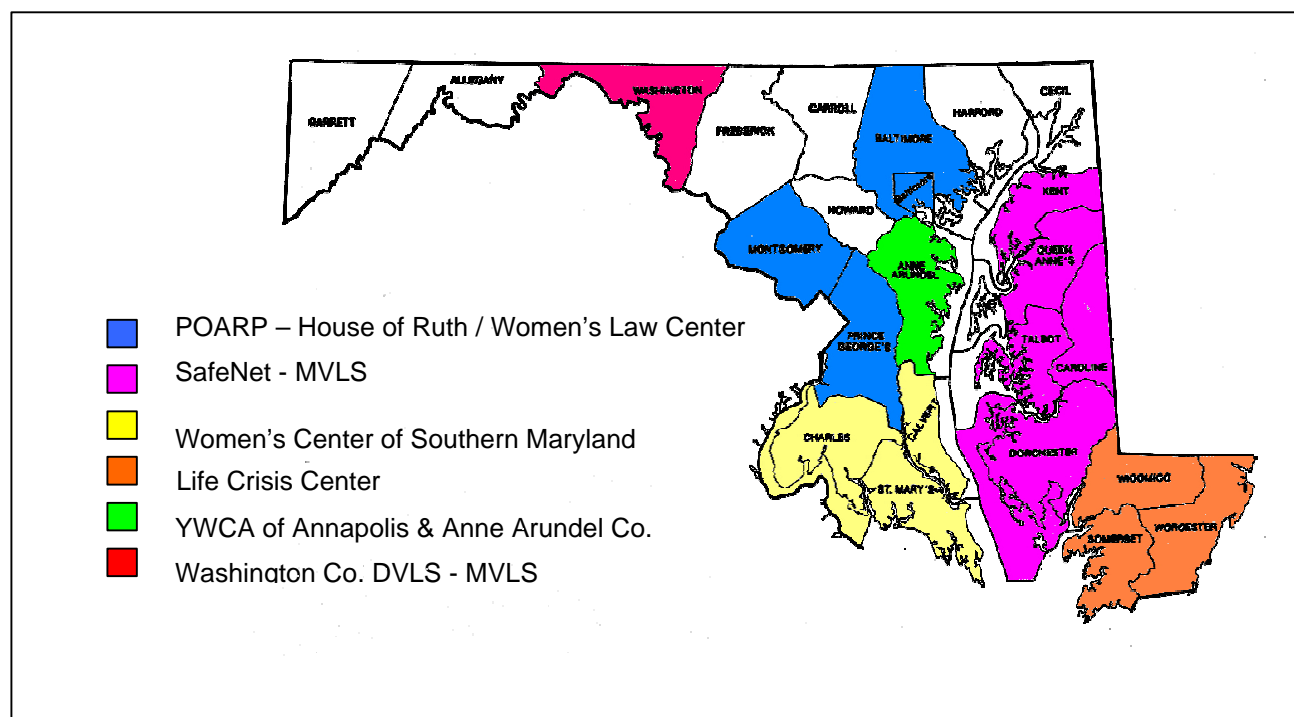 ALLEGANY
WASHINGTON
GARRETT
FREDERICK
CARROLL
BALTIMORE
HARFORD
CECIL
BALTIMORE
KENT
HOWARD
MONTGOMERY
ANNE
ARUNDEL
QUEEN
ANNE'S
PRINCE
GEORGE'S
TALBOT
CAROLINE
CALVERT
CHARLES
ST. MARY'S
DORCHESTER
WICOMICO
WORCESTER
SOMERSET
POARP – House of Ruth / Women's Law Center
SafeNet - MVLS
Women's Center of Southern Maryland
Life Crisis Center
YWCA of Annapolis & Anne Arundel Co.
Washington Co. DVLS - MVLS